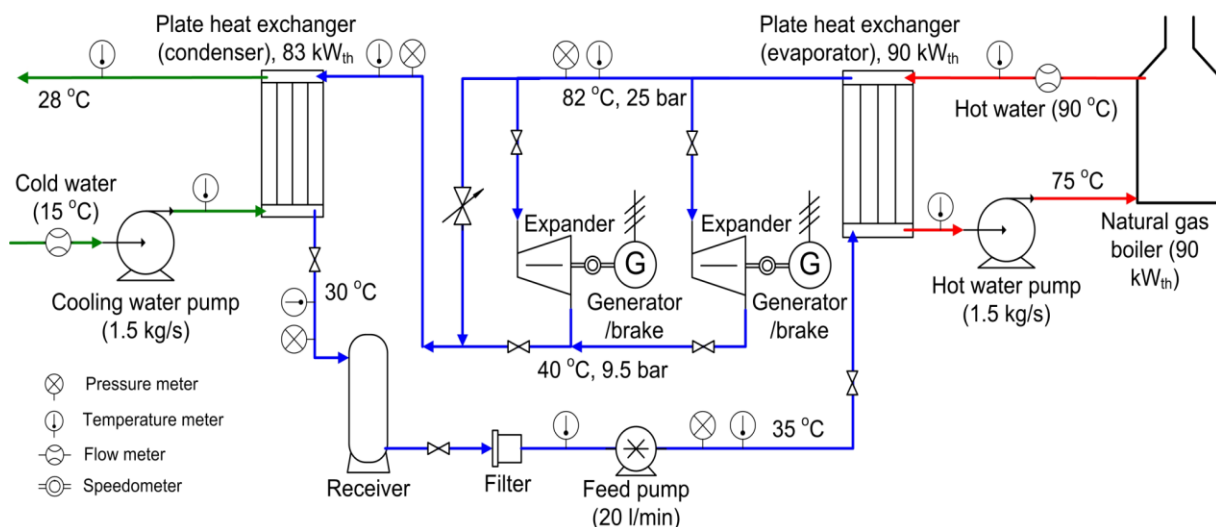 Plate heat exchanger
(condenser), 83 kWth
Plate heat exchanger
(evaporator), 90 kWth
28 °C
82 °C, 25 bar
Hot water (90 °C)
Cold water
(15 °C)
75 °C
Expander
Expander
G
G
Natural gas
boiler (90
kWth)
Cooling water pump
(1.5 kg/s)
30 °C
Generator
/brake
Generator
/brake
Hot water pump
(1.5 kg/s)
40 °C, 9.5 bar
Pressure meter
Temperature meter
Flow meter
Speedometer
35 °C
Receiver
Filter
Feed pump
(20 l/min)